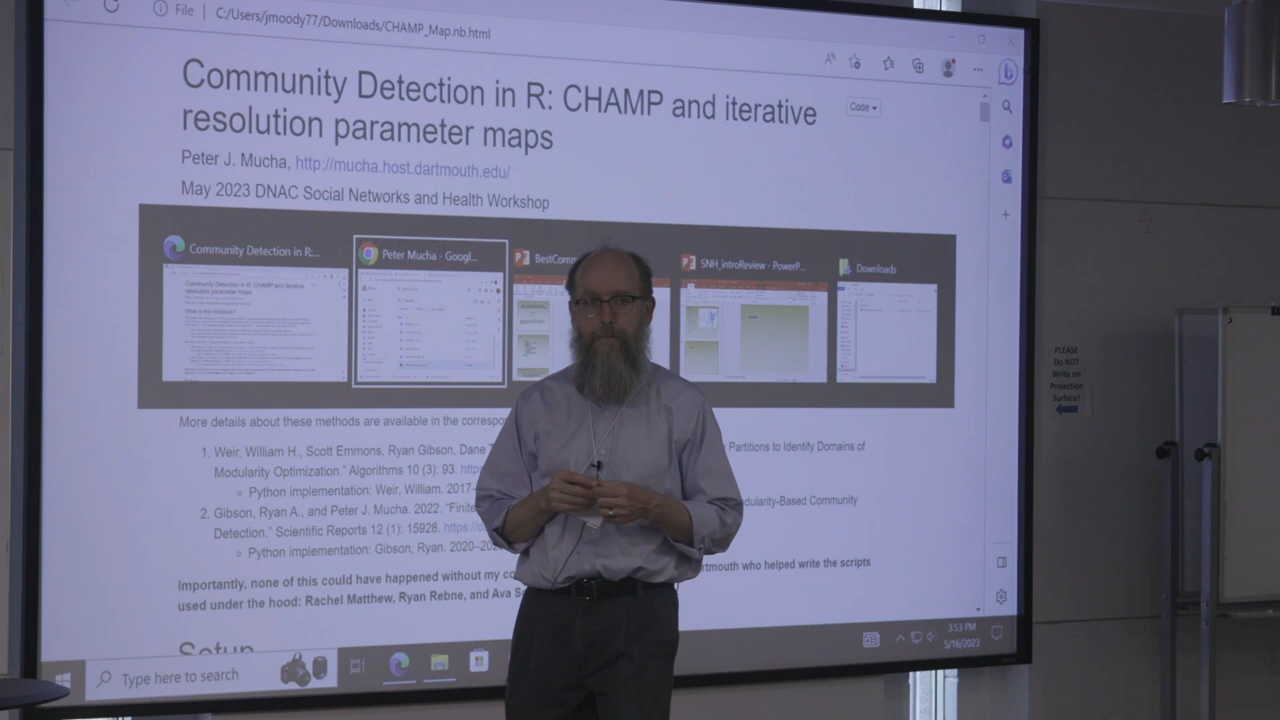 File | C:/Users/jmoody77/Downloads/CHAMP_Map.nb.html
Community Detection in R: CHAMP and iterative
resolution parameter maps
Code
Peter J. Mucha, http://mucha.host.dartmouth.edu/
May 2023 DNAC Social Networks and Health Workshop
Community Detection in R:...
Peter Mucha - Googl...
BestComm
SNH_introReview - PowerP...
Downloads
More details about these methods are available in the correspo
1. Weir, William H., Scott Emmons, Ryan Gibson, Dane T Partitions to Identify Domains of
Modularity Optimization." Algorithms 10 (3): 93. http
Python implementation: Weir, William. 2017–
2. Gibson, Ryan A., and Peter J. Mucha. 2022. "Finite odularity-Based Community
Detection." Scientific Reports 12 (1): 15928. https://d
Python implementation: Gibson, Ryan. 2020–202
Importantly, none of this could have happened without my co rtmouth who helped write the scripts
used under the hood: Rachel Matthew, Ryan Rebne, and Ava S
Setup
Type here to search
3:53 PM
5/16/2023
PLEASE
Do NOT
Write on
Projection
Surface!